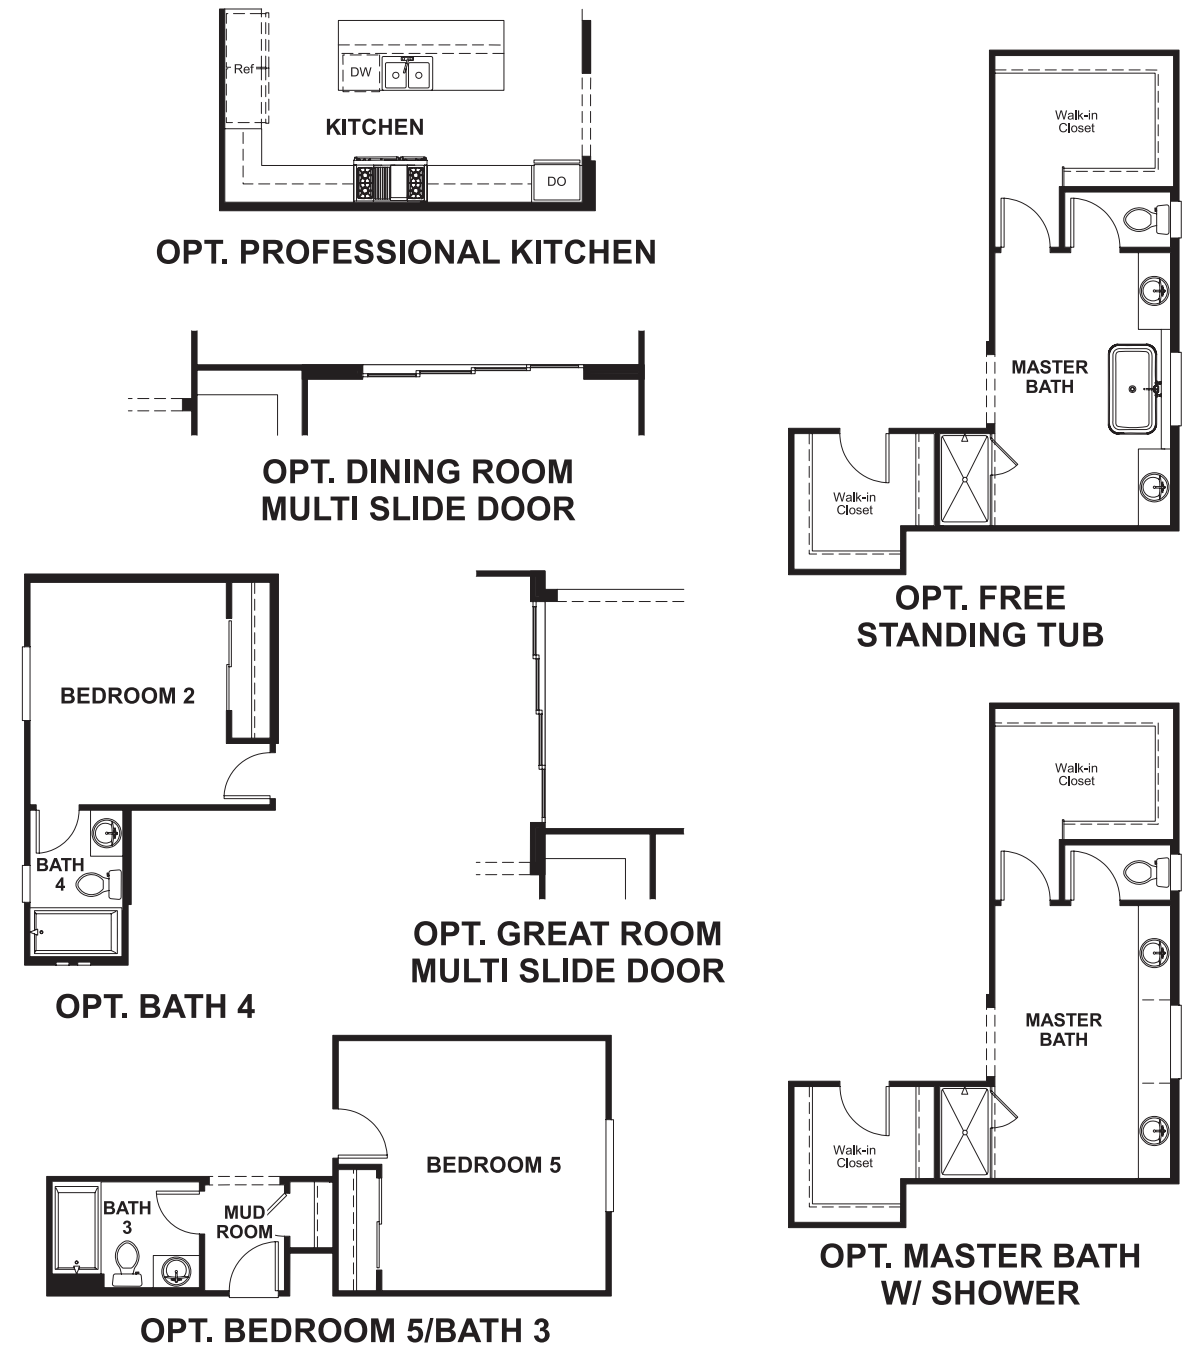 Ref
DW
KITCHEN
DO
OPT. PROFESSIONAL KITCHEN
OPT. DINING ROOM
MULTI SLIDE DOOR
Walk-in
Closet
MASTER
BATH
Walk-in
Closet
OPT. FREE
STANDING TUB
BEDROOM 2
BATH
4
OPT. BATH 4
OPT. GREAT ROOM
MULTI SLIDE DOOR
Walk-in
Closet
MASTER
BATH
Walk-in
Closet
OPT. MASTER BATH
W/ SHOWER
BEDROOM 5
BATH
3
MUD
ROOM
OPT. BEDROOM 5/BATH 3